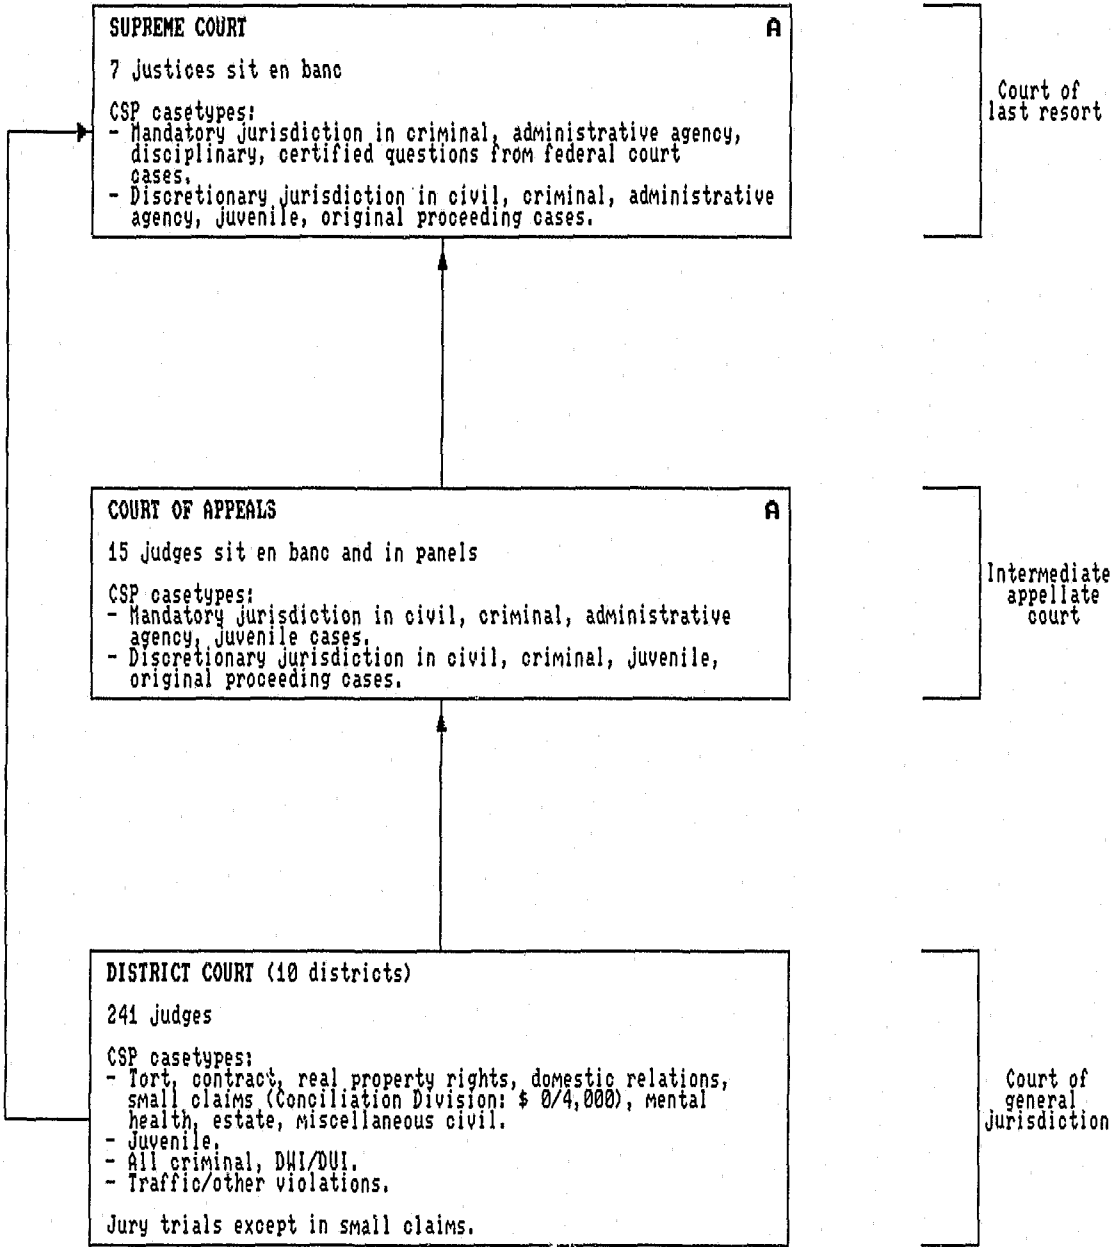 SUPREME COURT A
7 justices sit en banc
CSP casetypes:
- Mandatory jurisdiction in criminal, administrative agency,
disciplinary, certified questions from federal court
cases.
- Discretionary jurisdiction in civil, criminal, administrative
agency, juvenile, original proceeding cases.
Court of
last resort
COURT OF APPEALS A
15 judges sit en banc and in panels
CSP casetypes:
- Mandatory jurisdiction in civil, criminal, administrative
agency, juvenile cases.
- Discretionary jurisdiction in civil, criminal, juvenile,
original proceeding cases.
Intermediate
appellate
court
DISTRICT COURT (10 districts)
241 judges
CSP casetypes:
- Tort, contract, real property rights, domestic relations,
small claims (Conciliation Division: $ 0/4,000), mental
health, estate, miscellaneous civil.
- Juvenile.
- All criminal, DWI/DUI.
- Traffic/other violations.
Jury trials except in small claims.
Court of
general
jurisdiction